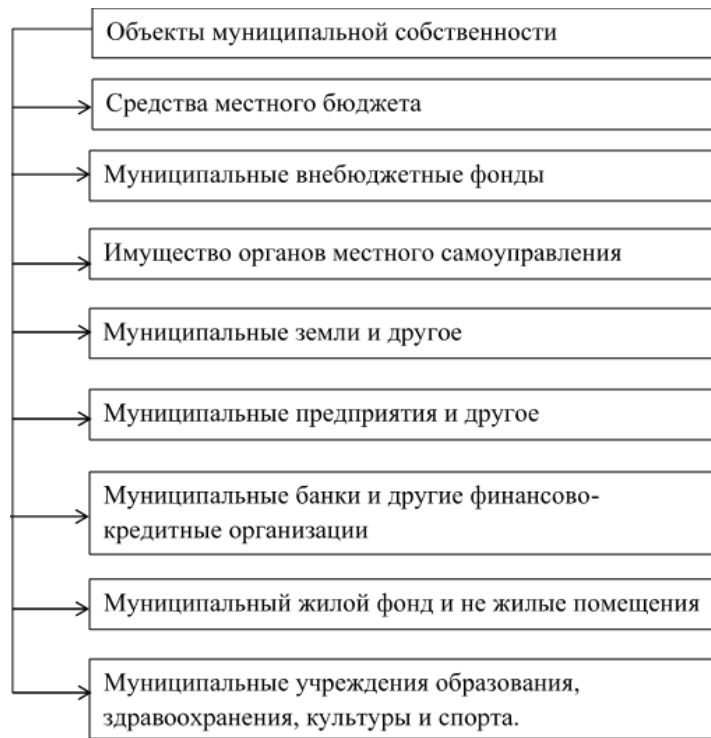 Объекты муниципальной собственности
Средства местного бюджета
Муниципальные внебюджетные фонды
Имущество органов местного самоуправления
Муниципальные земли и другое
Муниципальные предприятия и другое
Муниципальные банки и другие финансово-
кредитные организации
Муниципальный жилой фонд и не жилые помещения
Муниципальные учреждения образования,
здравоохранения, культуры и спорта.